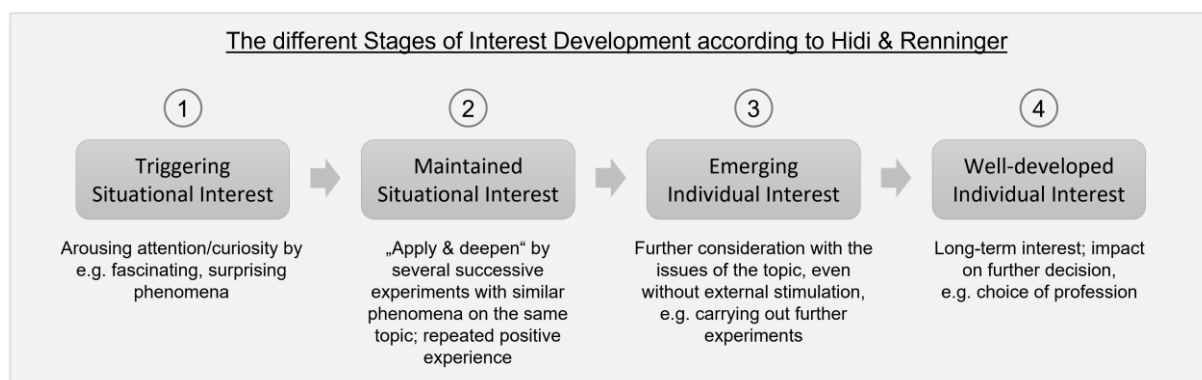 The different Stages of Interest Development according to Hidi & Renninger
1
Triggering
Situational Interest
Arousing attention/curiosity by
e.g. fascinating, surprising
phenomena
2
Maintained
Situational Interest
„Apply & deepen“ by
several successive
experiments with similar
phenomena on the same
topic; repeated positive
experience
3
Emerging
Individual Interest
Further consideration with the
issues of the topic, even
without external stimulation,
e.g. carrying out further
experiments
4
Well-developed
Individual Interest
Long-term interest; impact
on further decision,
e.g. choice of profession